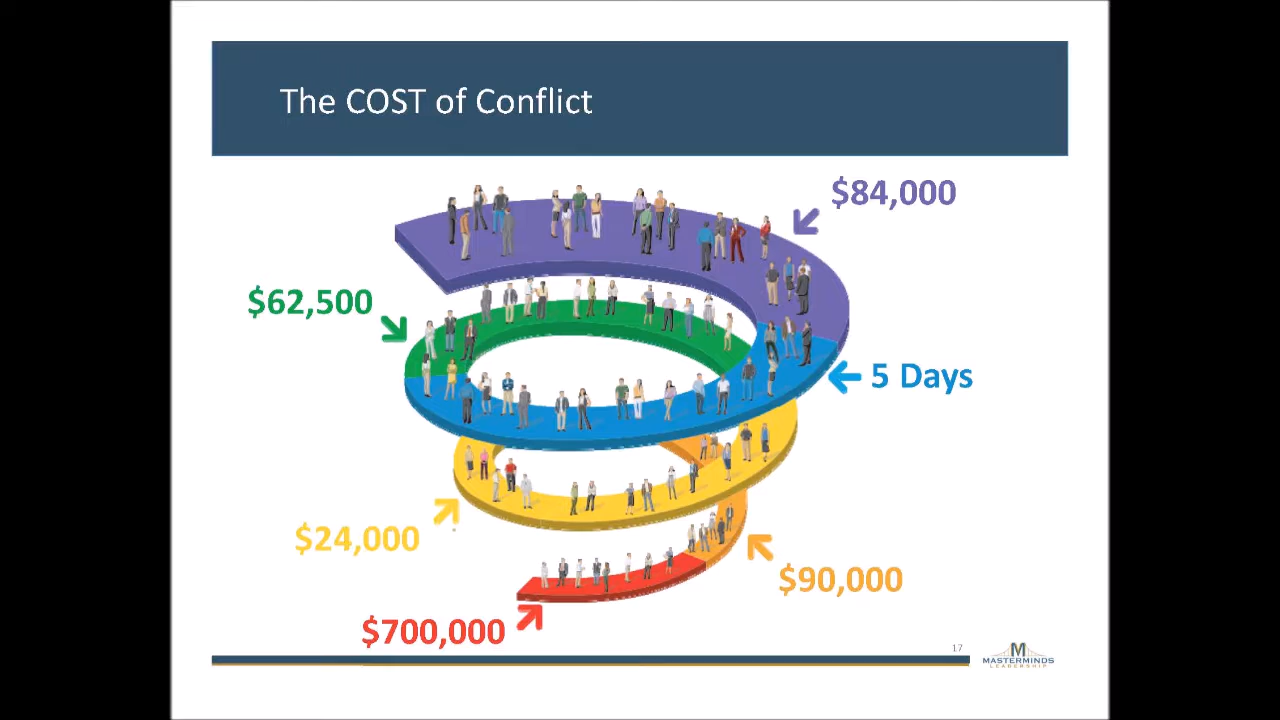 The COST of Conflict
$84,000
$62,500
5 Days
$24,000
$90,000
$700,000
17
M
MASTERMINDS
LEADERSHIP